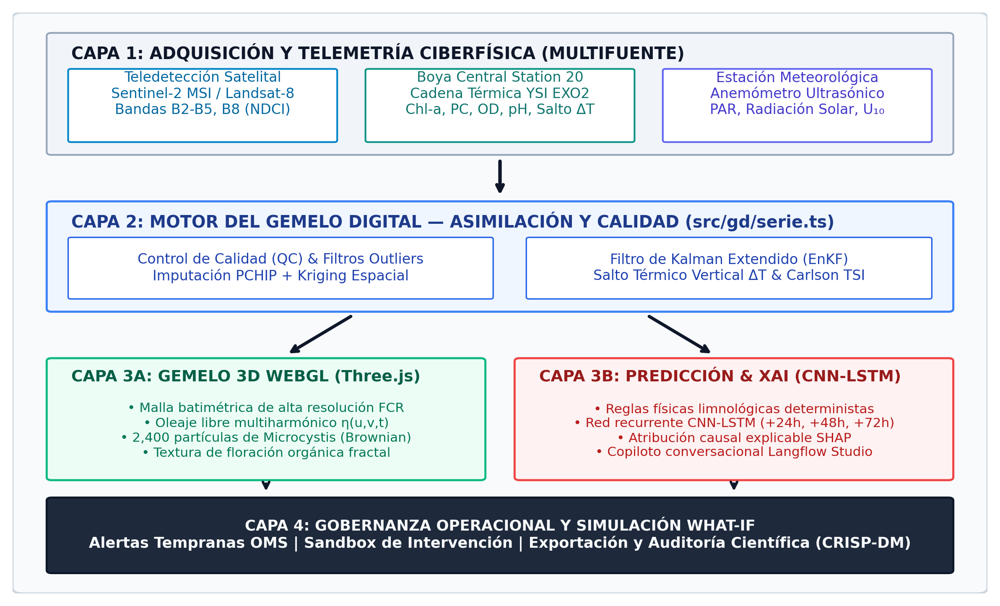 CAPA 1: ADQUISICIÓN Y TELEMETRÍA CIBERFÍSICA (MULTIFUENTE)
Teledetección Satelital
Sentinel-2 MSI / Landsat-8
Bandas B2-B5, B8 (NDCI)
Boya Central Station 20
Cadena Térmica YSI EXO2
Chl-a, PC, OD, pH, Salto ΔT
Estación Meteorológica
Anemómetro Ultrasónico
PAR, Radiación Solar, U₁₀
CAPA 2: MOTOR DEL GEMELO DIGITAL — ASIMILACIÓN Y CALIDAD (src/gd/serie.ts)
Control de Calidad (QC) & Filtros Outliers
Imputación PCHIP + Kriging Espacial
Filtro de Kalman Extendido (EnKF)
Salto Térmico Vertical ΔT & Carlson TSI
CAPA 3A: GEMELO 3D WEBGL (Three.js)
• Malla batimétrica de alta resolución FCR
• Oleaje libre multiharmónico η(u,v,t)
• 2,400 partículas de Microcystis (Brownian)
• Textura de floración orgánica fractal
CAPA 3B: PREDICCIÓN & XAI (CNN-LSTM)
• Reglas físicas limnológicas deterministas
• Red recurrente CNN-LSTM (+24h, +48h, +72h)
• Atribución causal explicable SHAP
• Copiloto conversacional Langflow Studio
CAPA 4: GOBERNANZA OPERACIONAL Y SIMULACIÓN WHAT-IF
Alertas Tempranas OMS | Sandbox de Intervención | Exportación y Auditoría Científica (CRISP-DM)